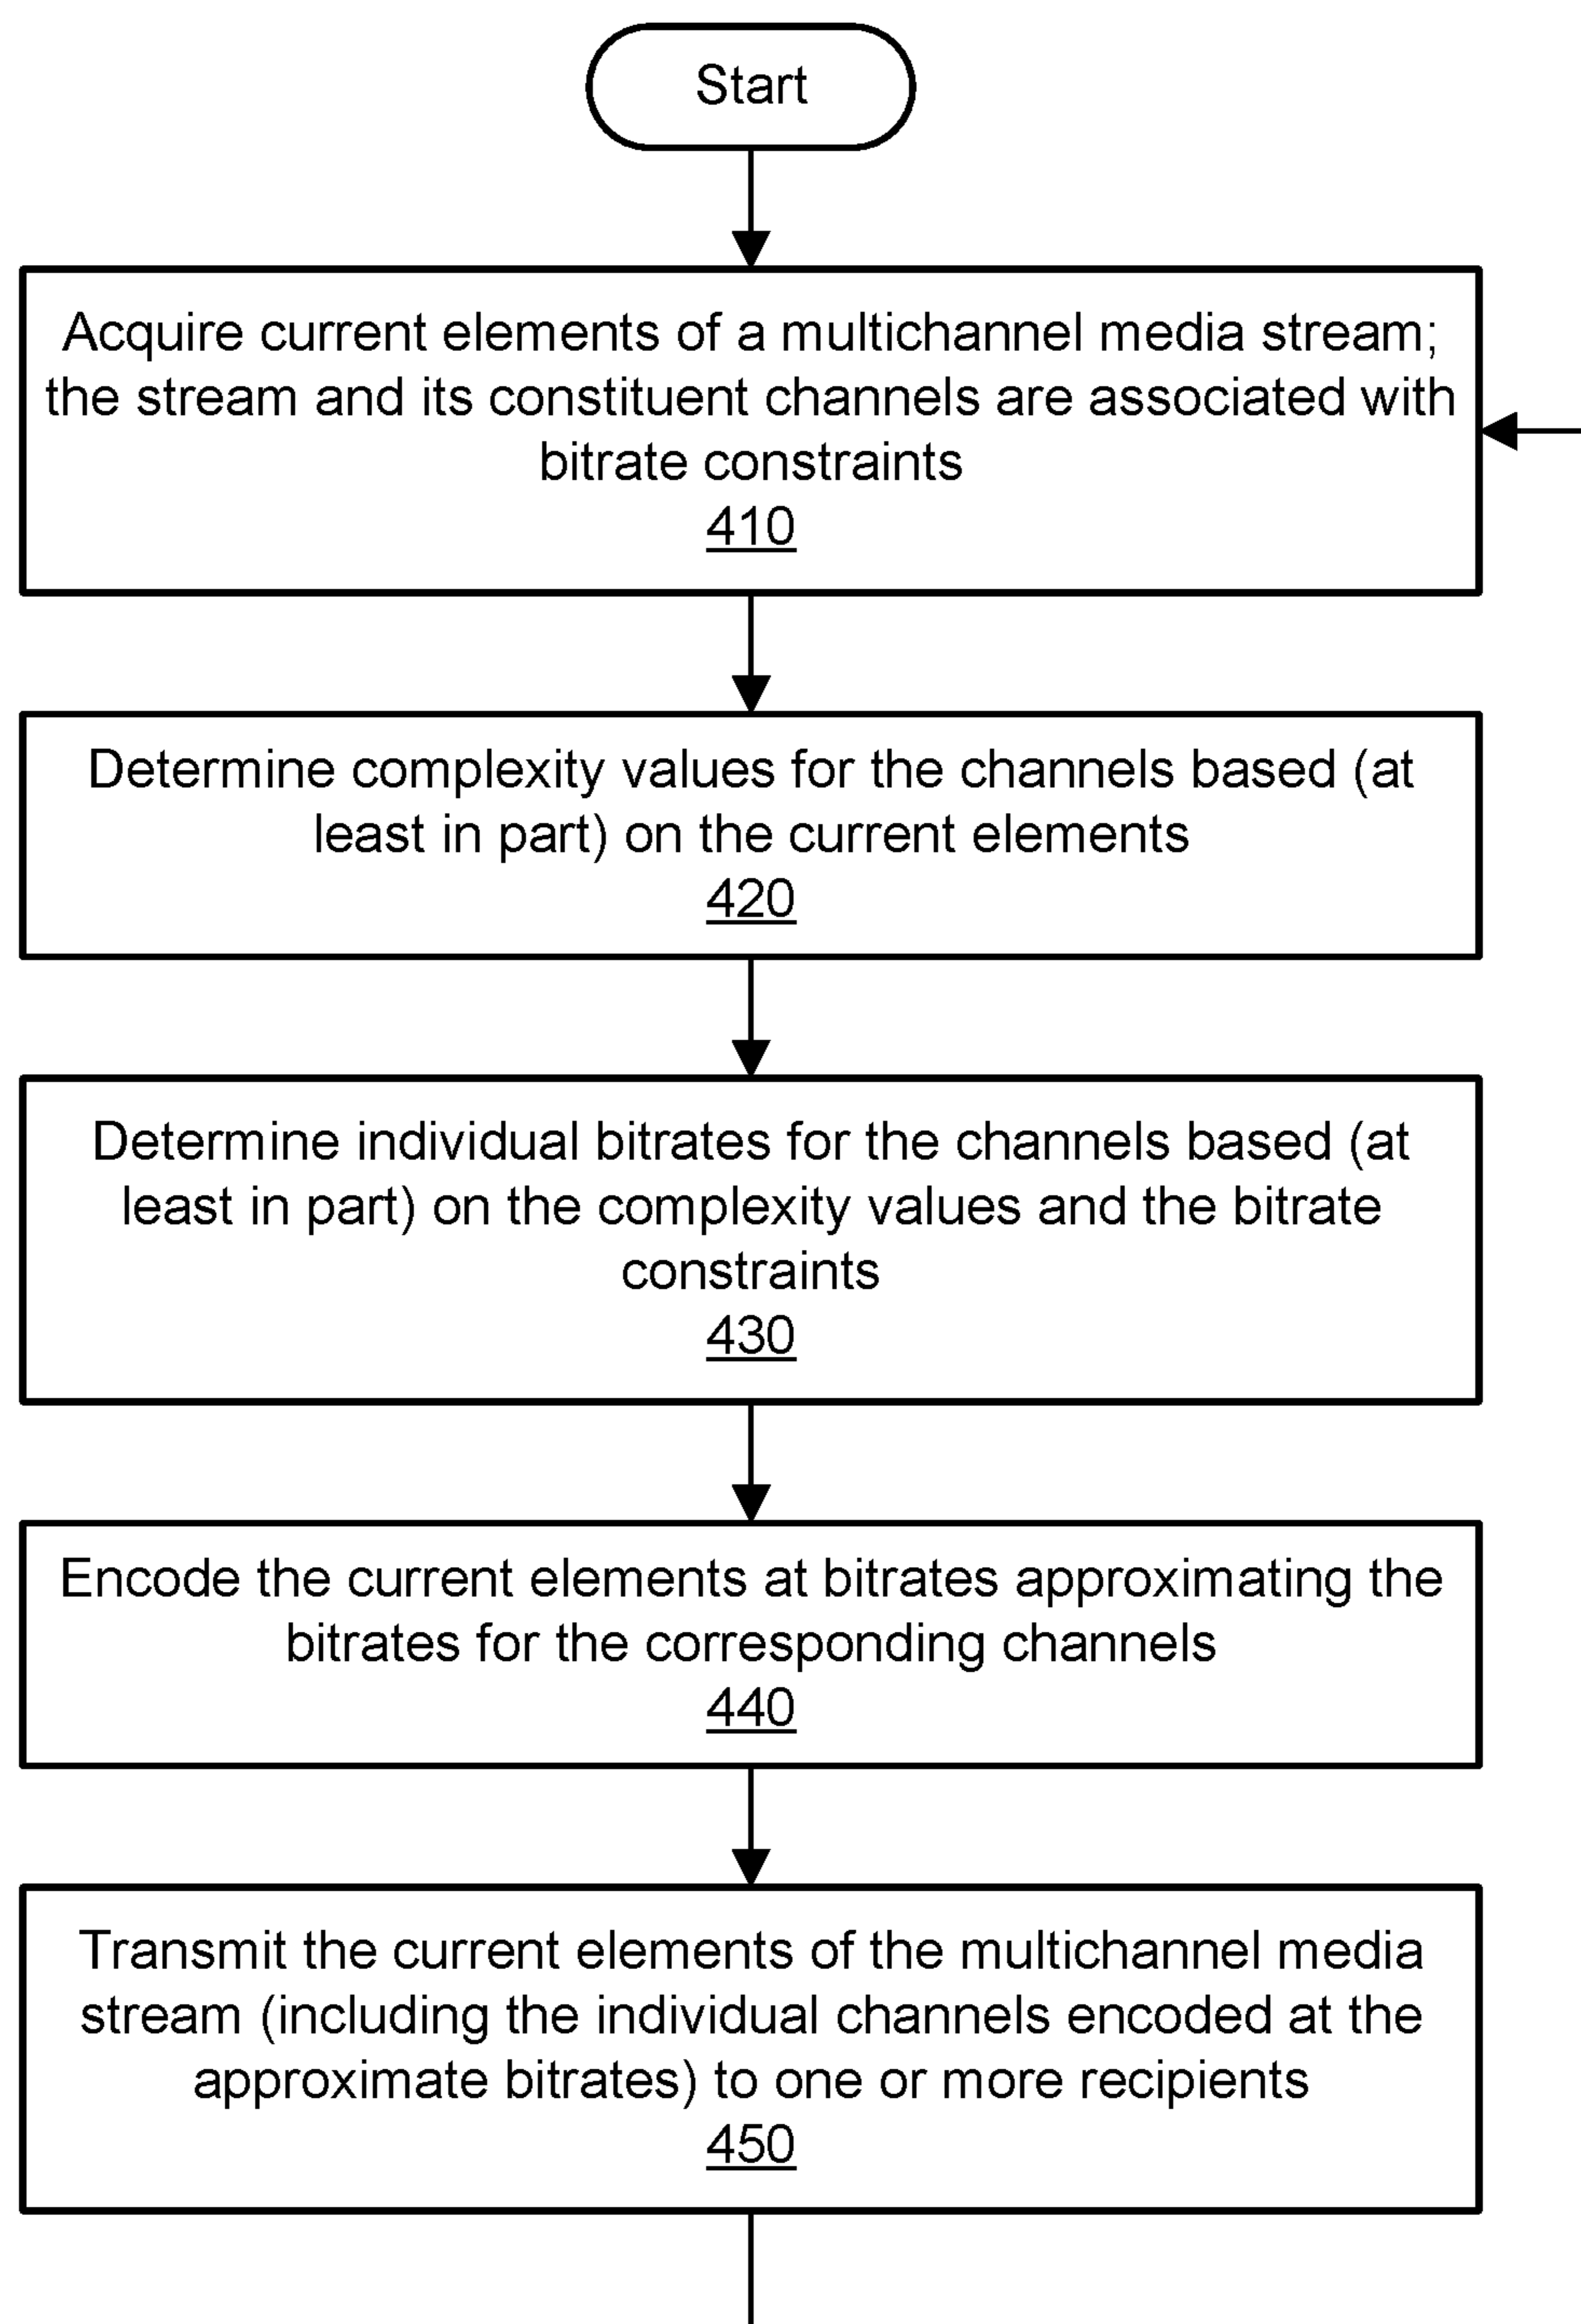 Start
Acquire current elements of a multichannel media stream;
the stream and its constituent channels are associated with
bitrate constraints
410
Determine complexity values for the channels based (at
least in part) on the current elements
420
Determine individual bitrates for the channels based (at
least in part) on the complexity values and the bitrate
constraints
430
Encode the current elements at bitrates approximating the
bitrates for the corresponding channels
440
Transmit the current elements of the multichannel media
stream (including the individual channels encoded at the
approximate bitrates) to one or more recipients
450